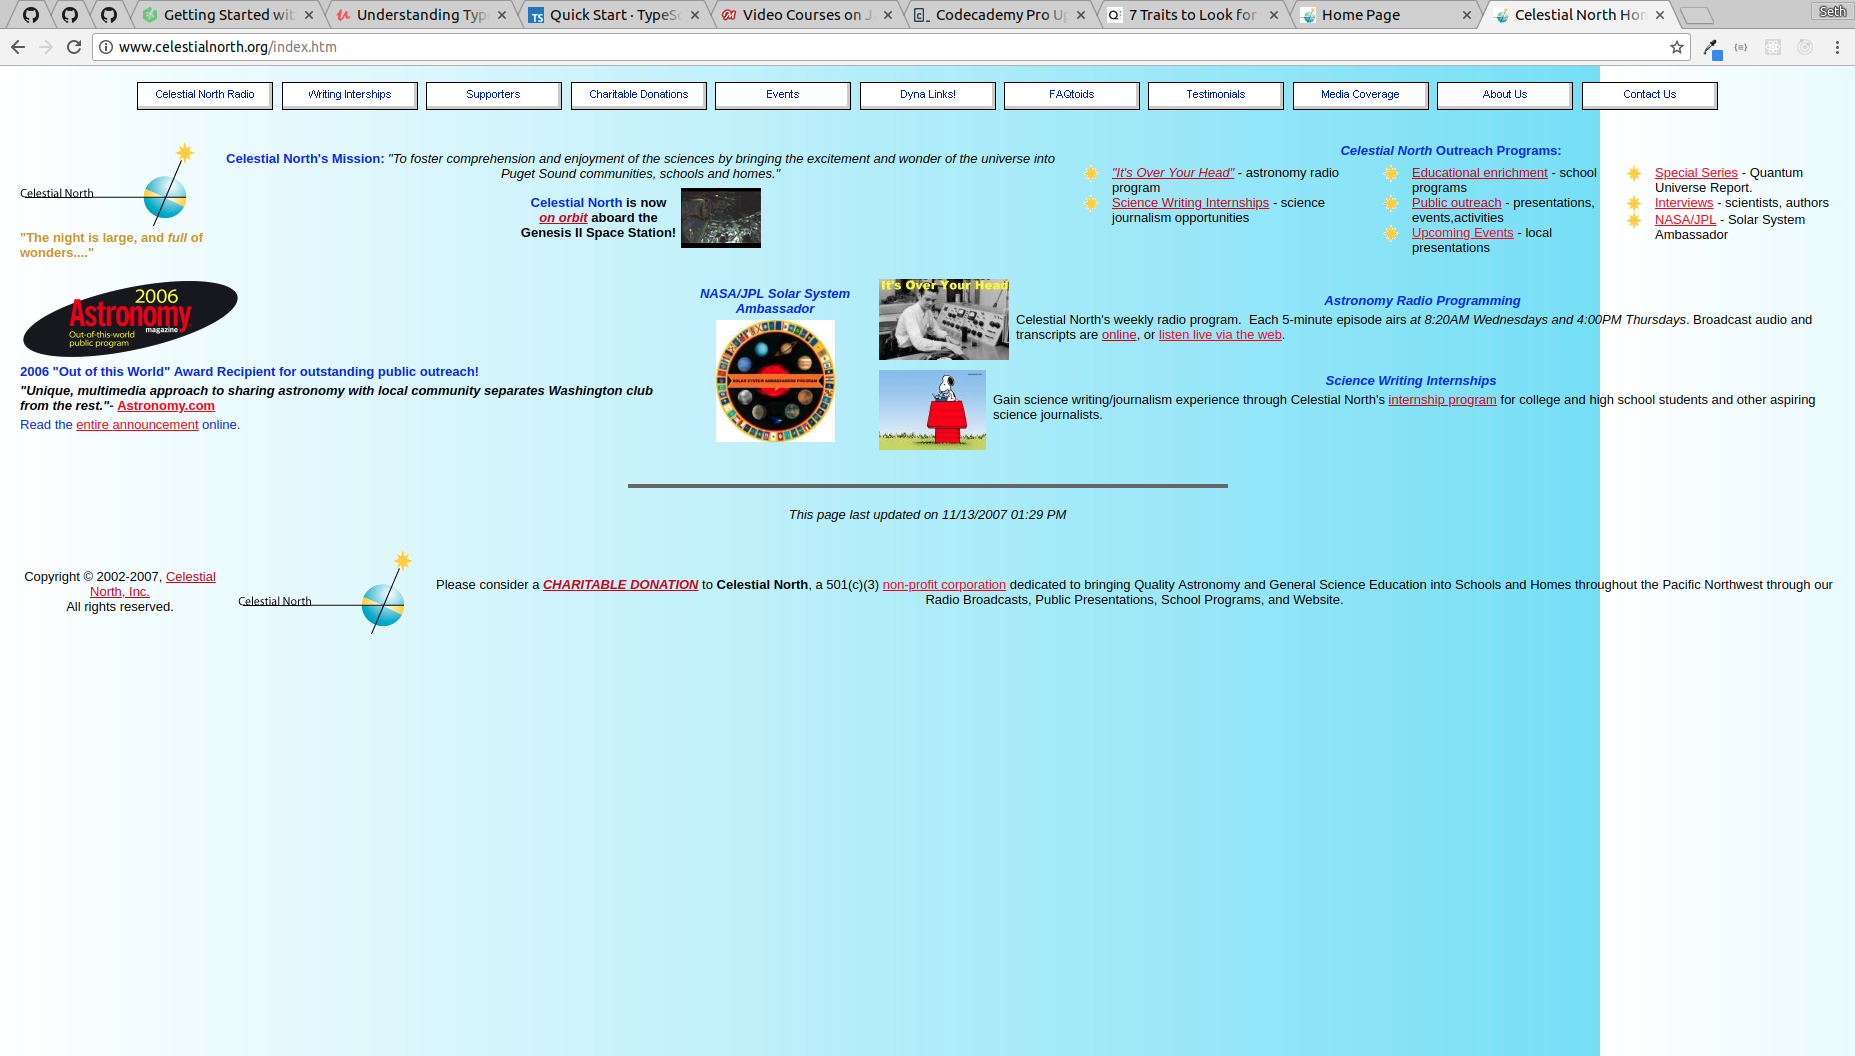 Getting Started wit
Understanding Typ
Quick Start · TypeSc
Video Courses on J
Codecademy Pro Up
7 Traits to Look for
Home Page
Celestial North Hom
Seth
www.celestialnorth.org/index.htm
Celestial North Radio
Writing Interships
Supporters
Charitable Donations
Events
Dyna Links!
FAQtoids
Testimonials
Media Coverage
About Us
Contact Us
Celestial North
"The night is large, and full of
wonders...."
Celestial North's Mission: "To foster comprehension and enjoyment of the sciences by bringing the excitement and wonder of the universe into
Puget Sound communities, schools and homes."
Celestial North is now
on orbit aboard the
Genesis II Space Station!
Celestial North Outreach Programs:
"It's Over Your Head" - astronomy radio
program
Science Writing Internships - science
journalism opportunities
Educational enrichment - school
programs
Public outreach - presentations,
events,activities
Upcoming Events - local
presentations
Special Series - Quantum
Universe Report.
Interviews - scientists, authors
NASA/JPL - Solar System
Ambassador
2006
Astronomy
magazine
Out-of-this-world
public program
2006 "Out of this World" Award Recipient for outstanding public outreach!
"Unique, multimedia approach to sharing astronomy with local community separates Washington club
from the rest."- Astronomy.com
Read the entire announcement online.
NASA/JPL Solar System
Ambassador
SOLAR SYSTEM AMBASSADORS PROGRAM
It's Over Your Head
Astronomy Radio Programming
Celestial North's weekly radio program.  Each 5-minute episode airs at 8:20AM Wednesdays and 4:00PM Thursdays. Broadcast audio and
transcripts are online, or listen live via the web.
Science Writing Internships
Gain science writing/journalism experience through Celestial North's internship program for college and high school students and other aspiring
science journalists.
This page last updated on 11/13/2007 01:29 PM
Copyright © 2002-2007, Celestial
North, Inc.
All rights reserved.
Celestial North
Please consider a CHARITABLE DONATION to Celestial North, a 501(c)(3) non-profit corporation dedicated to bringing Quality Astronomy and General Science Education into Schools and Homes throughout the Pacific Northwest through our
Radio Broadcasts, Public Presentations, School Programs, and Website.